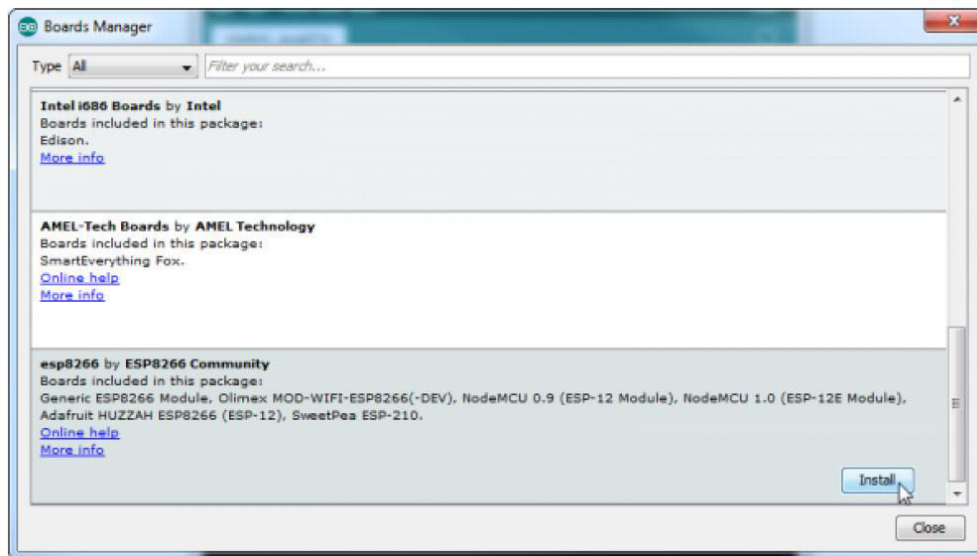 Boards Manager
Type All Filter your search...
Intel i686 Boards by Intel
Boards included in this package:
Edison.
More info
AMEL-Tech Boards by AMEL Technology
Boards included in this package:
SmartEverything Fox.
Online help
More info
esp8266 by ESP8266 Community
Boards included in this package:
Generic ESP8266 Module, Olimex MOD-WIFI-ESP8266(-DEV), NodeMCU 0.9 (ESP-12 Module), NodeMCU 1.0 (ESP-12E Module),
Adafruit HUZZAH ESP8266 (ESP-12), SweetPea ESP-210.
Online help
More info
Install
Close